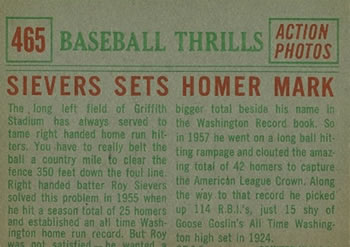 465 BASEBALL THRILLS ACTION
PHOTOS
SIEVERS SETS HOMER MARK
The long left field of Griffith
Stadium has always served to
tame right handed home run hit-
ters. You have to really belt the
ball a country mile to clear the
fence 350 feet down the foul line.
Right handed batter Roy Sievers
solved this problem in 1955 when
he hit a season total of 25 homers
and established an all time Wash-
ington home run record. But Roy
was not satisfied—he wanted a
bigger total beside his name in
the Washington Record book. So
in 1957 he went on a long ball hit-
ting rampage and clouted the ama-
zing total of 42 homers to capture
the American League Crown. Along
the way to that record he picked
up 114 R.B.I.'s, just 15 shy of
Goose Goslin's All Time Washing-
ton high set in 1924.